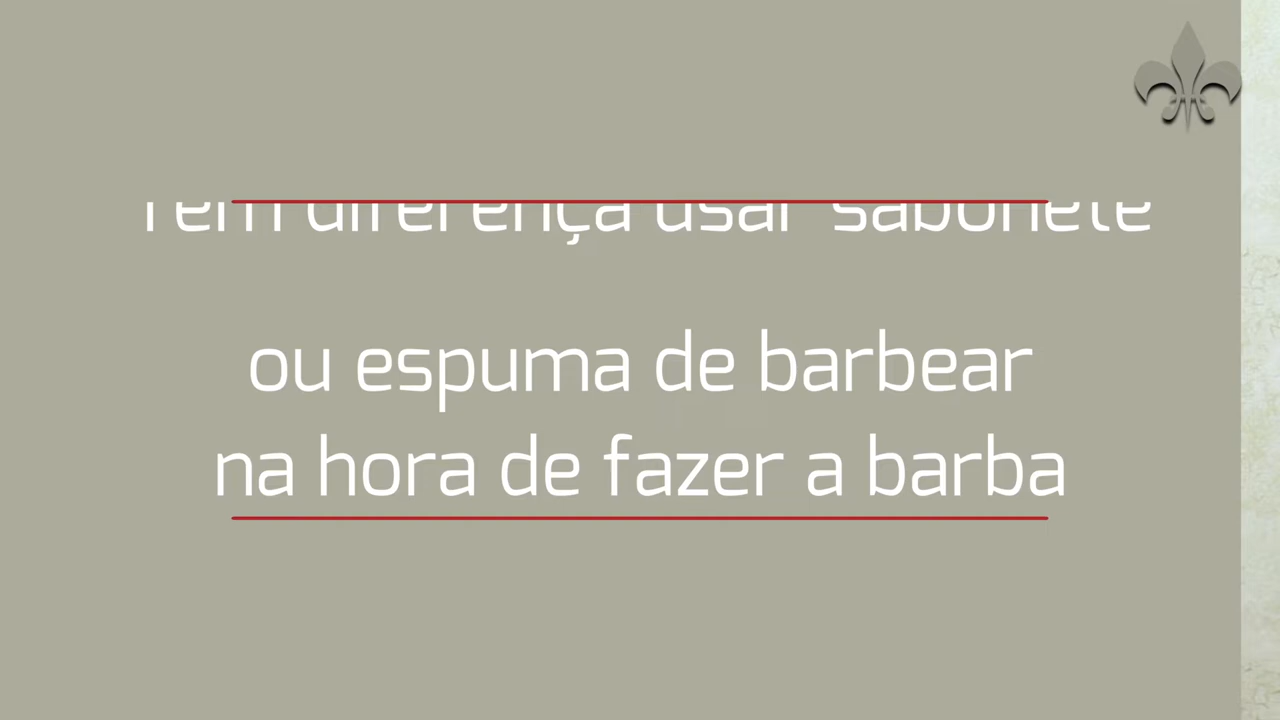 Tem diferença usar sabonete
ou espuma de barbear
na hora de fazer a barba